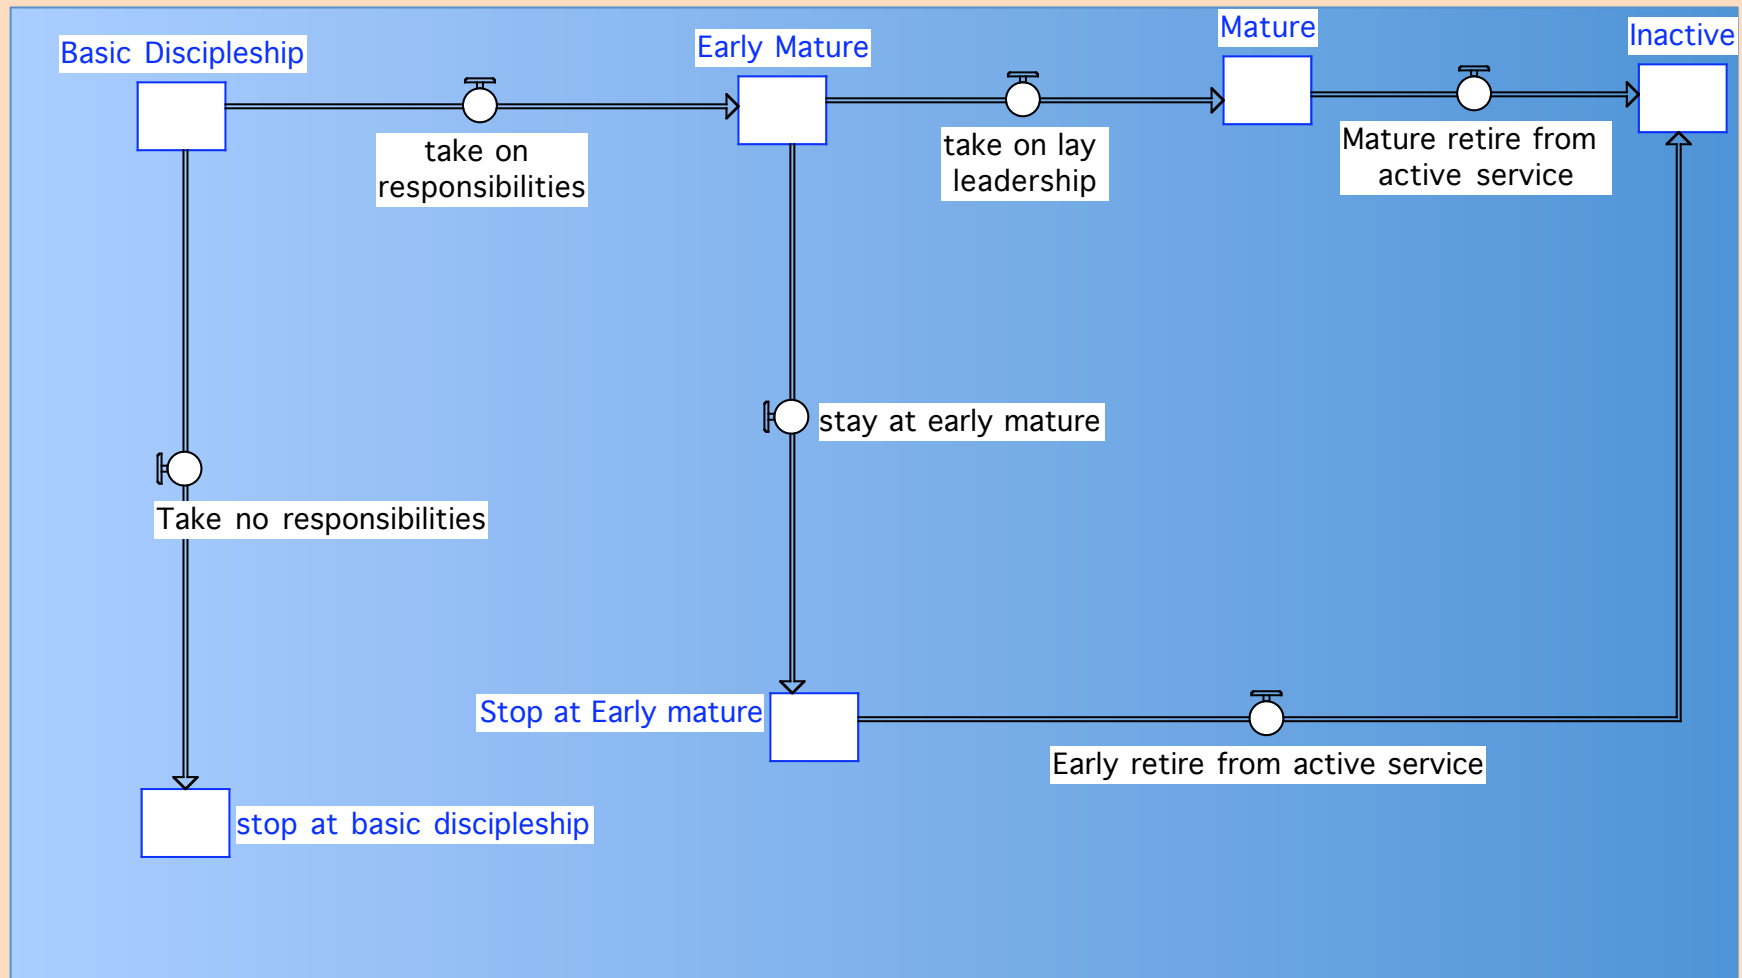 Basic Discipleship
Early Mature
Mature
Inactive
take on
responsibilities
take on lay
leadership
Mature retire from
active service
stay at early mature
Take no responsibilities
Stop at Early mature
Early retire from active service
stop at basic discipleship